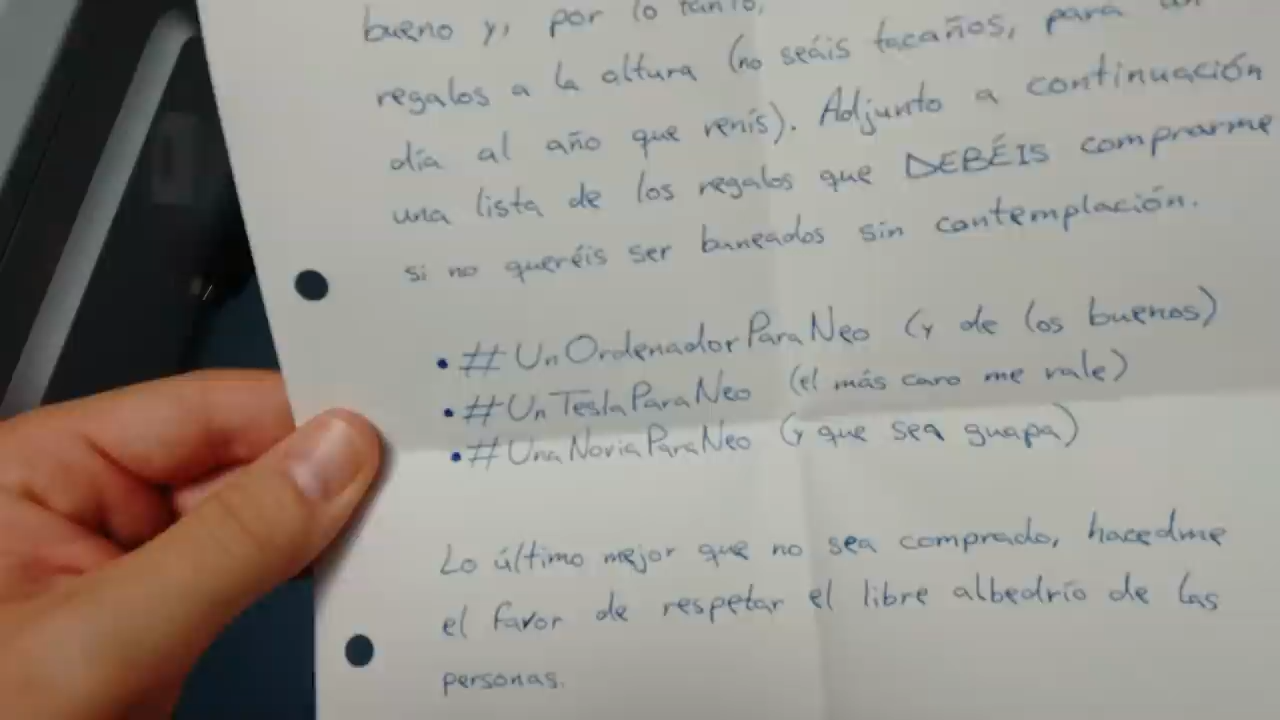 bueno y, por lo tanto,
regalos a la altura (no seáis tacaños, para un
día al año que venís). Adjunto a continuación
una lista de los regalos que DEBÉIS comprarme
si no queréis ser baneados sin contemplación.
• #UnOrdenadorParaNeo (y de los buenos)
• #UnTeslaParaNeo (el más caro me vale)
• #UnaNoviaParaNeo (y que sea guapa)
Lo último mejor que no sea comprado, hacedme
el favor de respetar el libre albedrío de las
personas.